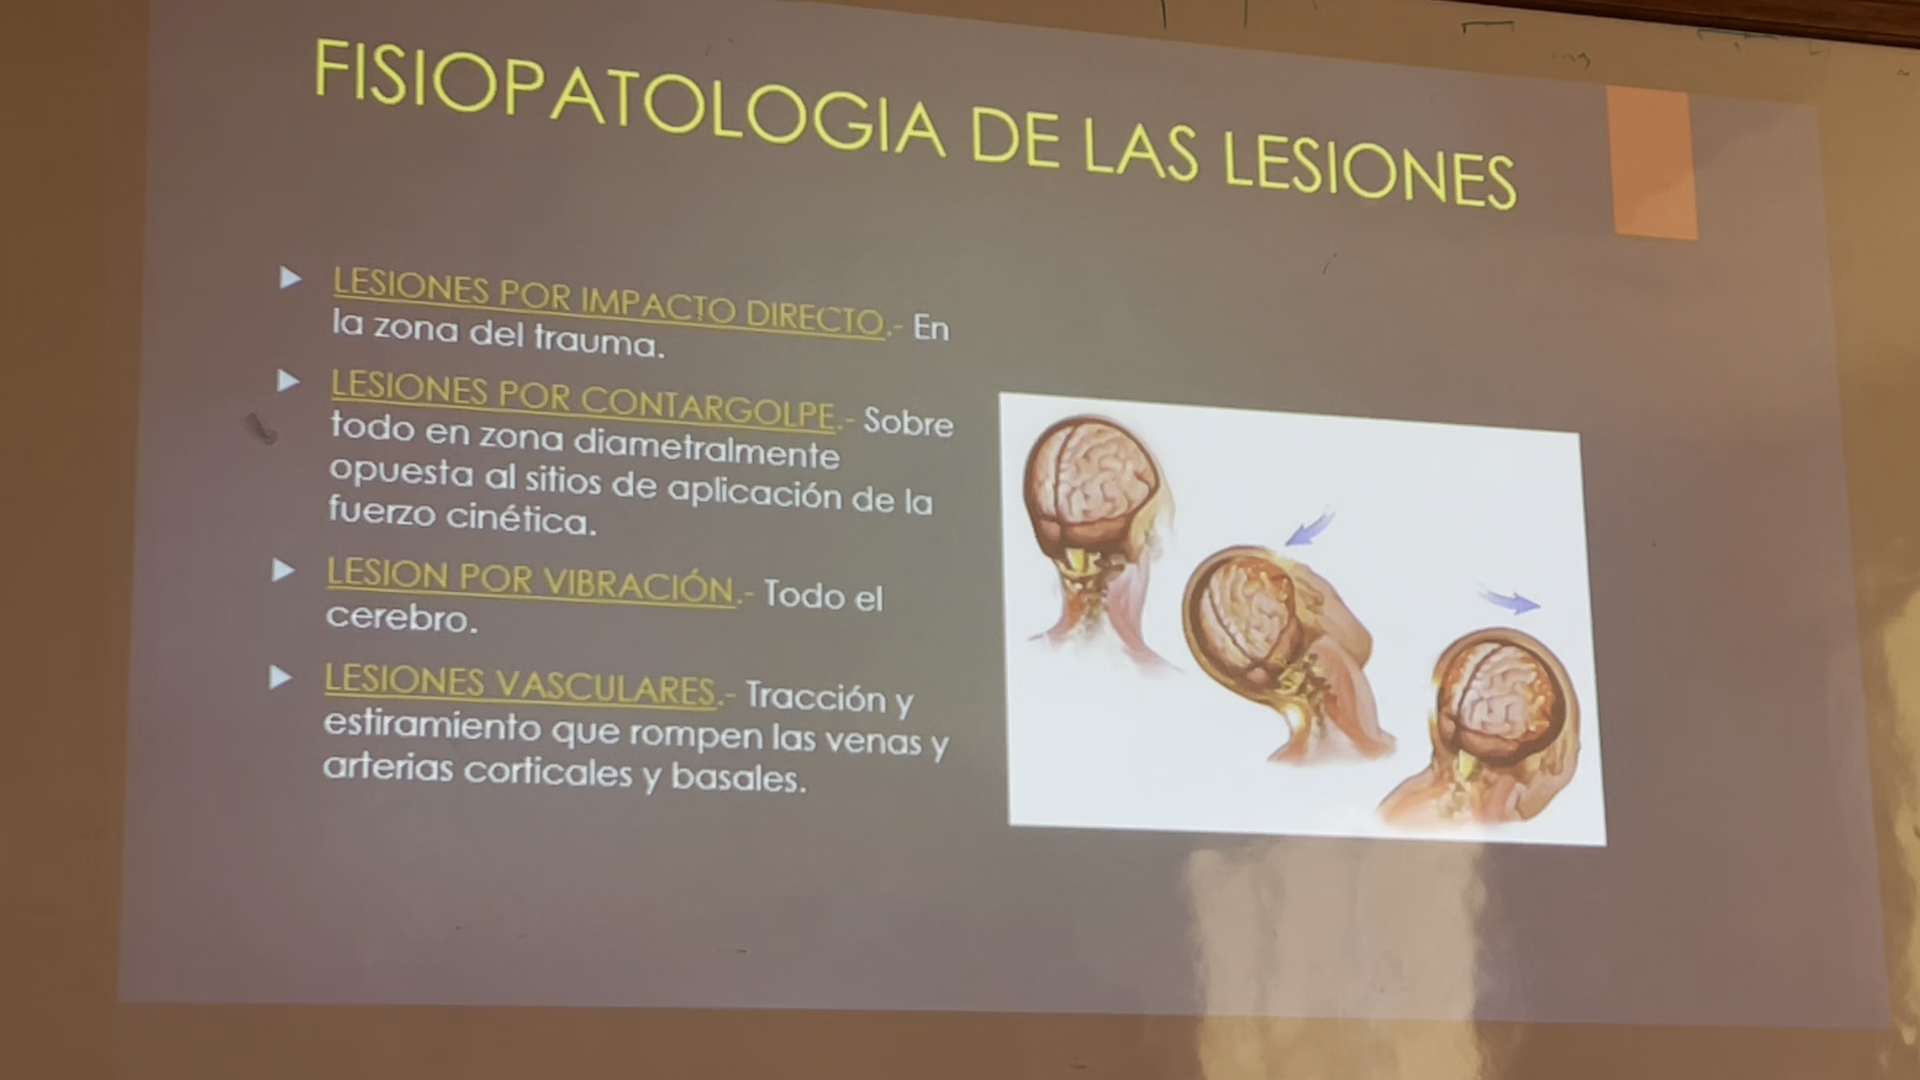 FISIOPATOLOGIA DE LAS LESIONES
LESIONES POR IMPACTO DIRECTO.- En
la zona del trauma.
LESIONES POR CONTARGOLPE.- Sobre
todo en zona diametralmente
opuesta al sitios de aplicación de la
fuerzo cinética.
LESION POR VIBRACIÓN.- Todo el
cerebro.
LESIONES VASCULARES.- Tracción y
estiramiento que rompen las venas y
arterias corticales y basales.